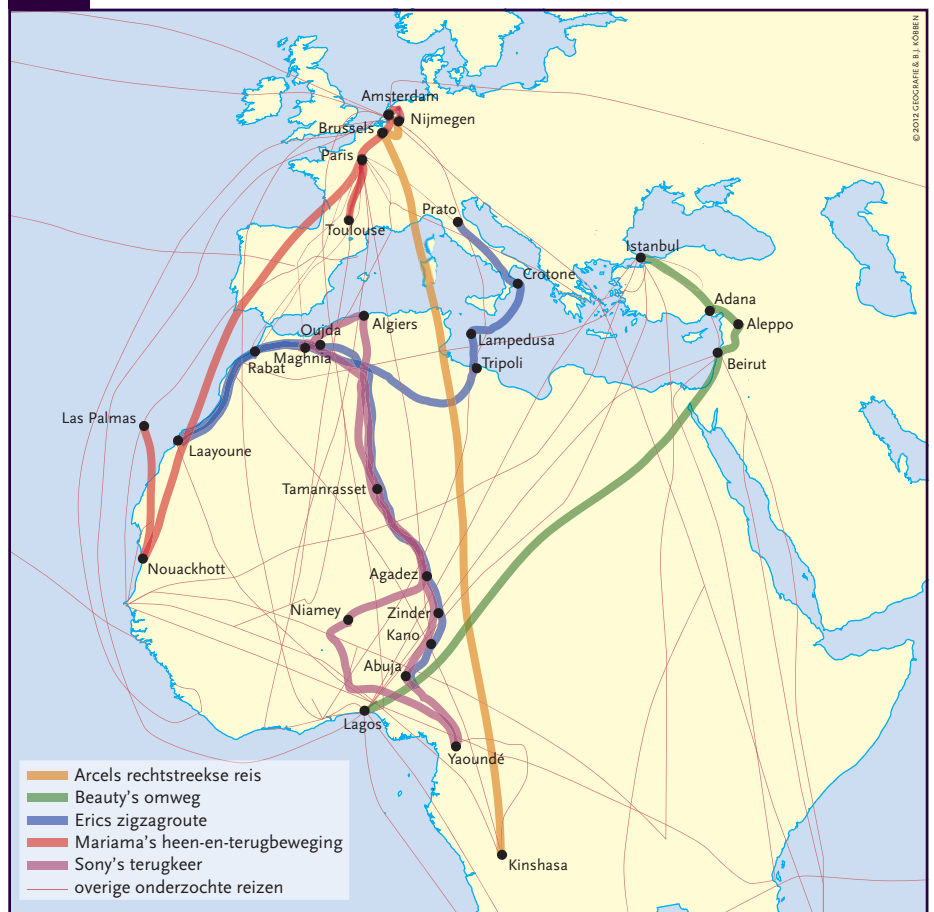 © 2012 GEOGRAFIE & B.J. KÖBBEN
Amsterdam
Nijmegen
Brussels
Paris
Toulouse
Prato
Crotone
Istanbul
Adana
Aleppo
Beirut
Lampedusa
Tripoli
Algiers
Oujda
Maghnia
Rabat
Las Palmas
Laayoune
Tamanrasset
Nouackhott
Agadez
Niamey
Zinder
Kano
Abuja
Lagos
Yaoundé
Kinshasa
Arcels rechtstreekse reis
Beauty's omweg
Erics zigzagroute
Mariama's heen-en-terugbeweging
Sony's terugkeer
overige onderzochte reizen